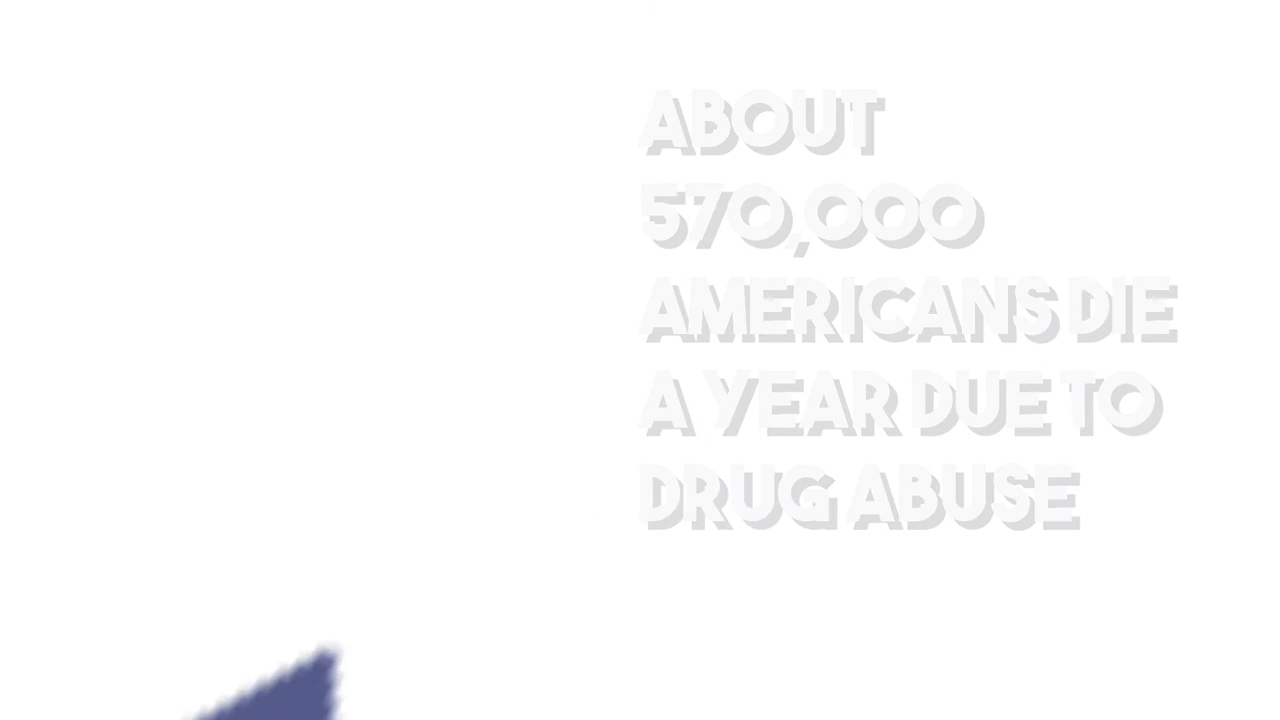 ABOUT
570,000
AMERICANS DIE
A YEAR DUE TO
DRUG ABUSE